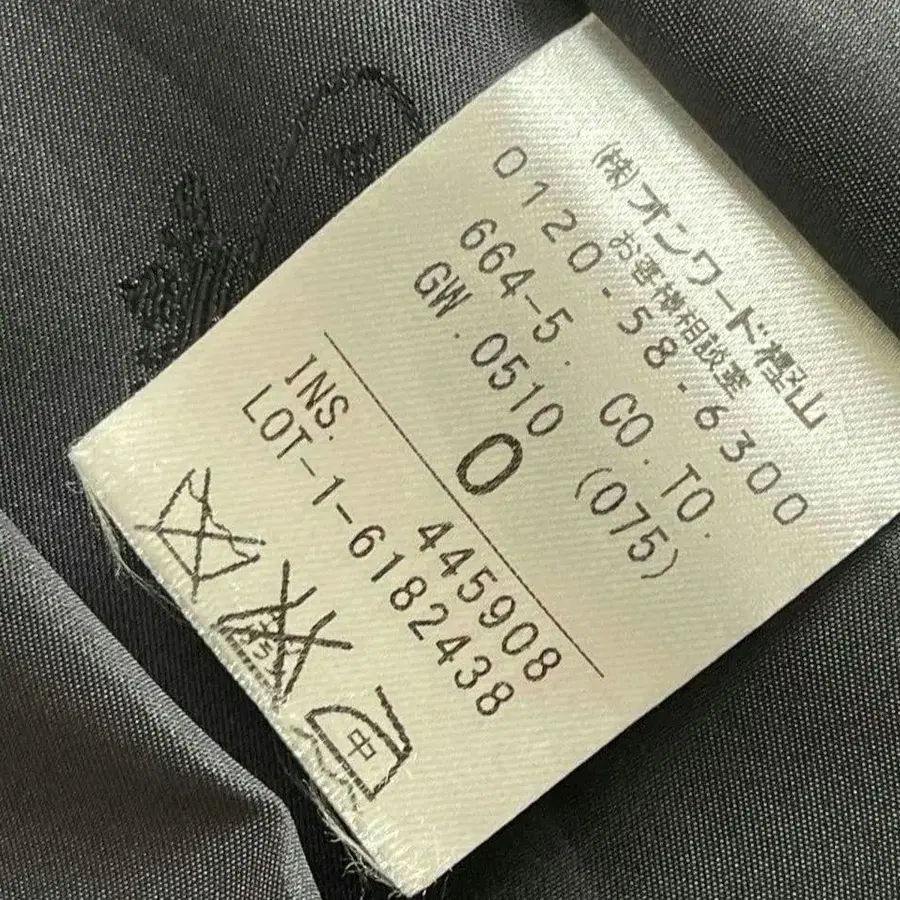 (株)オンワード樫山
お客様相談室
0120-58-6300
664-5. CO.TO.
GW.0510 (075)
0
INS. 445908
LOT-1-6182438
中